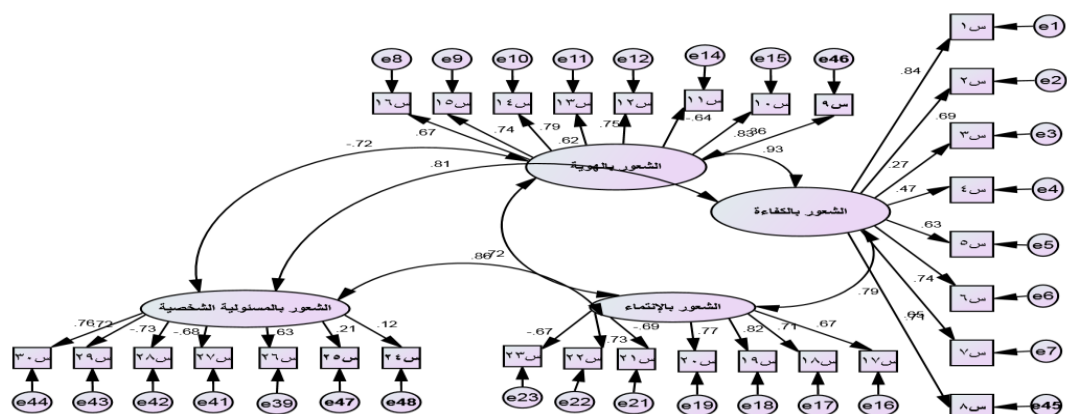 e8 e9 e10 e11 e12 e14 e15 e46
س١٦ س١٥ س١٤ س١٣ س١٢ س١١ س١٠ س٩
.67 .74 .79 .62 .75 -.64 .83 .36
س١ e1
س٢ e2
س٣ e3
س٤ e4
س٥ e5
س٦ e6
س٧ e7
س٨ e45
.84
.69
.27
.47
.63
.74
الشعور بالهوية
الشعور بالكفاءة
-.72
.81
.93
.86
.72
.79
الشعور بالمسئولية الشخصية
الشعور بالإنتماء
.76 .72 -.73 -.68 .63 .21 .12
-.67 .73 -.69 .77 .82 .71 .67
س٣٠ س٢٩ س٢٨ س٢٧ س٢٦ س٢٥ س٢٤
س٢٣ س٢٢ س٢١ س٢٠ س١٩ س١٨ س١٧
e44 e43 e42 e41 e39 e47 e48
e23 e22 e21 e19 e18 e17 e16